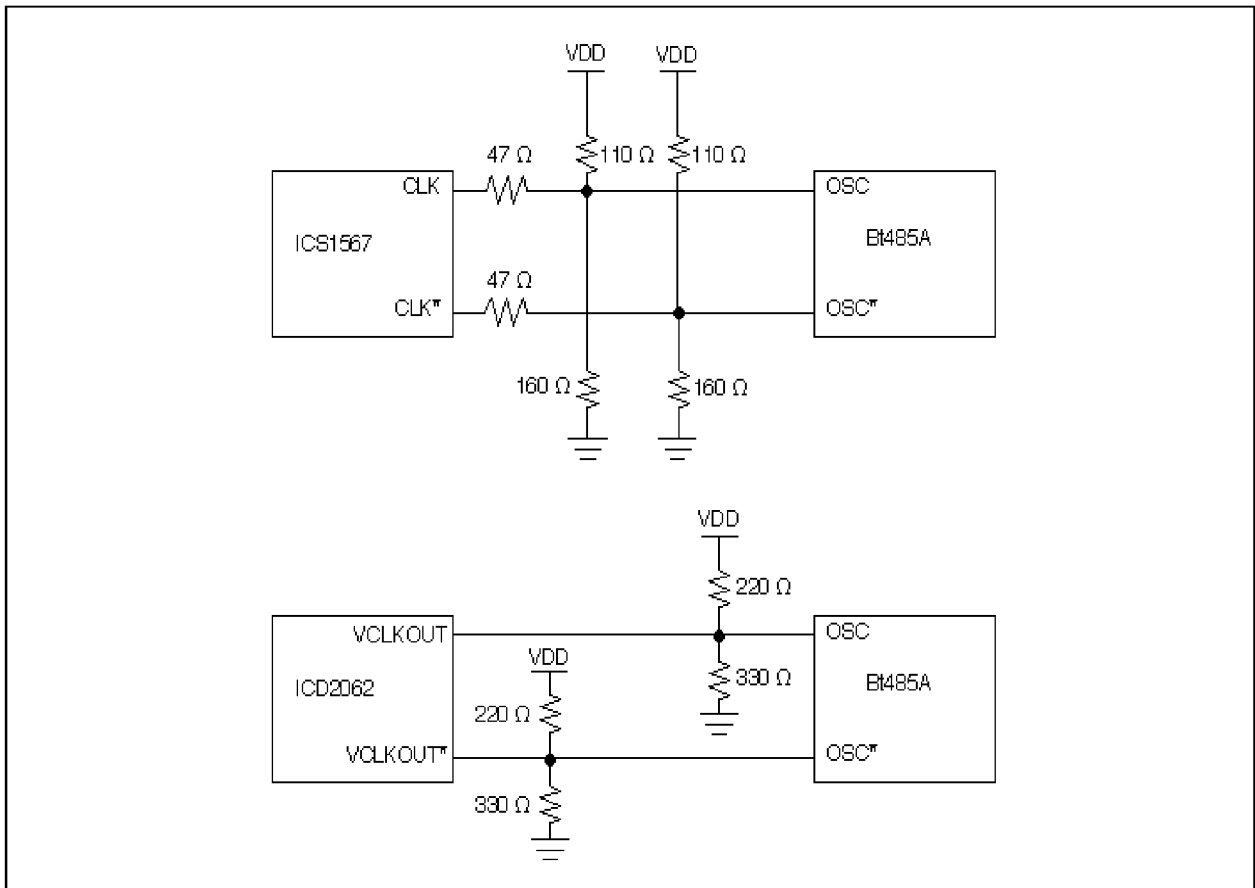 VDD VDD
47 Ω 110 Ω 110 Ω
CLK OSC
ICS1567 Bt485A
47 Ω
CLK* OSC*
160 Ω 160 Ω
VDD
220 Ω
VCLKOUT OSC
VDD
330 Ω
ICD2062 Bt485A
220 Ω
VCLKOUT* OSC*
330 Ω